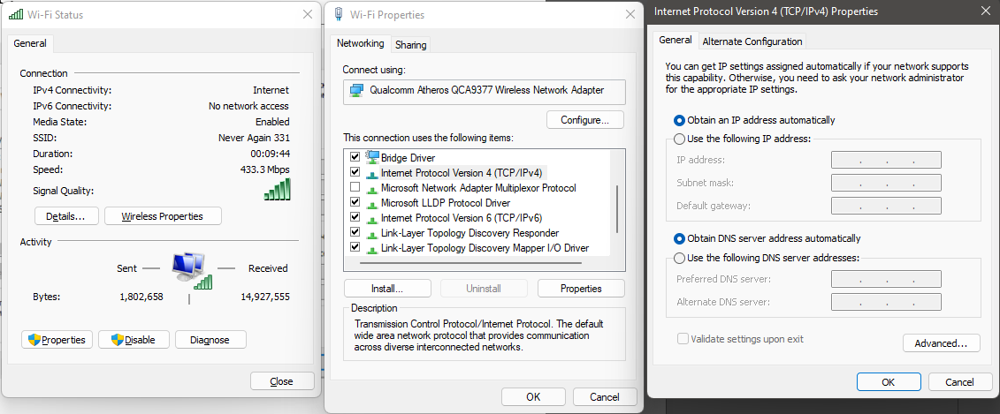 Wi-Fi Status
General
Connection
IPv4 Connectivity: Internet
IPv6 Connectivity: No network access
Media State: Enabled
SSID: Never Again 331
Duration: 00:09:44
Speed: 433.3 Mbps
Signal Quality:
Details... Wireless Properties
Activity
Sent Received
Bytes: 1,802,658 14,927,555
Properties Disable Diagnose
Close
Wi-Fi Properties
Networking Sharing
Connect using:
Qualcomm Atheros QCA9377 Wireless Network Adapter
Configure...
This connection uses the following items:
Bridge Driver
Internet Protocol Version 4 (TCP/IPv4)
Microsoft Network Adapter Multiplexor Protocol
Microsoft LLDP Protocol Driver
Internet Protocol Version 6 (TCP/IPv6)
Link-Layer Topology Discovery Responder
Link-Layer Topology Discovery Mapper I/O Driver
Install... Uninstall Properties
Description
Transmission Control Protocol/Internet Protocol. The default
wide area network protocol that provides communication
across diverse interconnected networks.
OK Cancel
Internet Protocol Version 4 (TCP/IPv4) Properties
General Alternate Configuration
You can get IP settings assigned automatically if your network supports
this capability. Otherwise, you need to ask your network administrator
for the appropriate IP settings.
Obtain an IP address automatically
Use the following IP address:
IP address: . . .
Subnet mask: . . .
Default gateway: . . .
Obtain DNS server address automatically
Use the following DNS server addresses:
Preferred DNS server: . . .
Alternate DNS server: . . .
Validate settings upon exit
Advanced...
OK Cancel